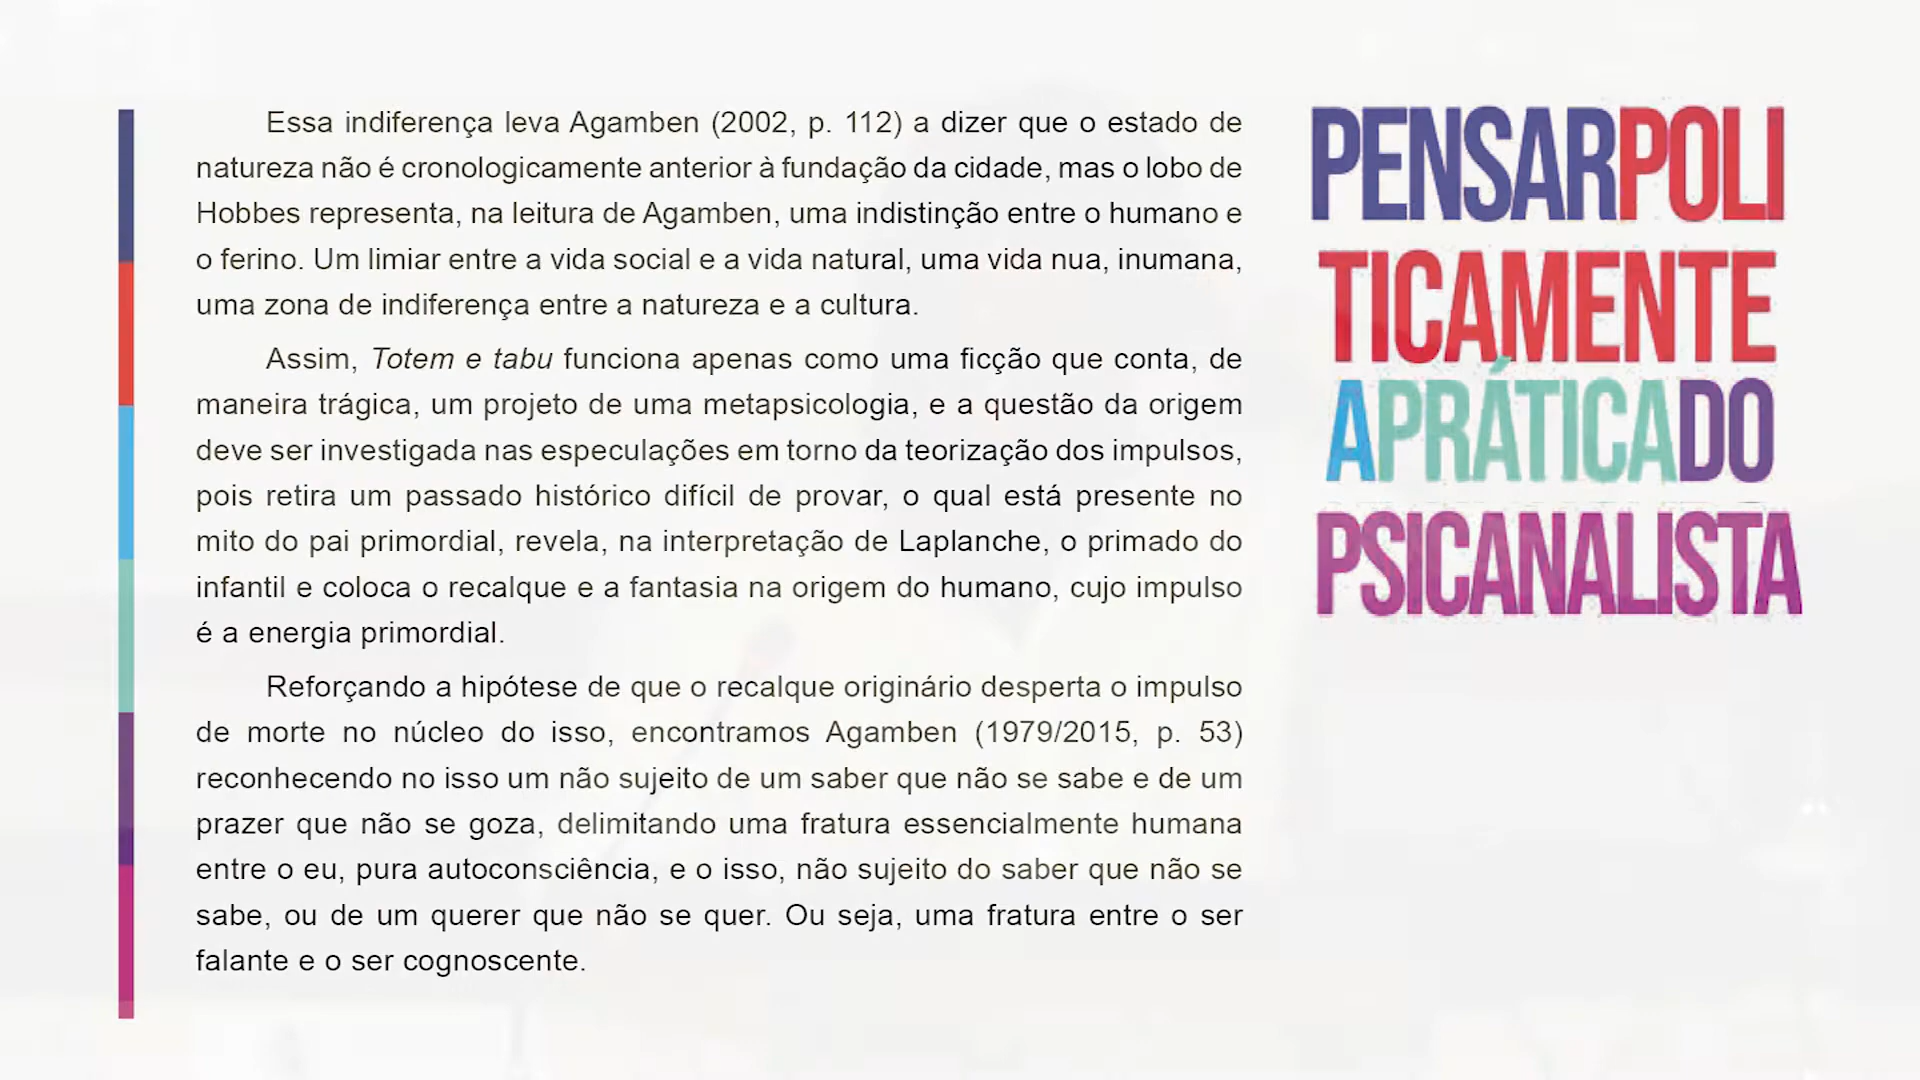 Essa indiferença leva Agamben (2002, p. 112) a dizer que o estado de
natureza não é cronologicamente anterior à fundação da cidade, mas o lobo de
Hobbes representa, na leitura de Agamben, uma indistinção entre o humano e
o ferino. Um limiar entre a vida social e a vida natural, uma vida nua, inumana,
uma zona de indiferença entre a natureza e a cultura.
Assim, Totem e tabu funciona apenas como uma ficção que conta, de
maneira trágica, um projeto de uma metapsicologia, e a questão da origem
deve ser investigada nas especulações em torno da teorização dos impulsos,
pois retira um passado histórico difícil de provar, o qual está presente no
mito do pai primordial, revela, na interpretação de Laplanche, o primado do
infantil e coloca o recalque e a fantasia na origem do humano, cujo impulso
é a energia primordial.
Reforçando a hipótese de que o recalque originário desperta o impulso
de morte no núcleo do isso, encontramos Agamben (1979/2015, p. 53)
reconhecendo no isso um não sujeito de um saber que não se sabe e de um
prazer que não se goza, delimitando uma fratura essencialmente humana
entre o eu, pura autoconsciência, e o isso, não sujeito do saber que não se
sabe, ou de um querer que não se quer. Ou seja, uma fratura entre o ser
falante e o ser cognoscente.
PENSARPOLI
TICAMENTE
APRÁTICADO
PSICANALISTA